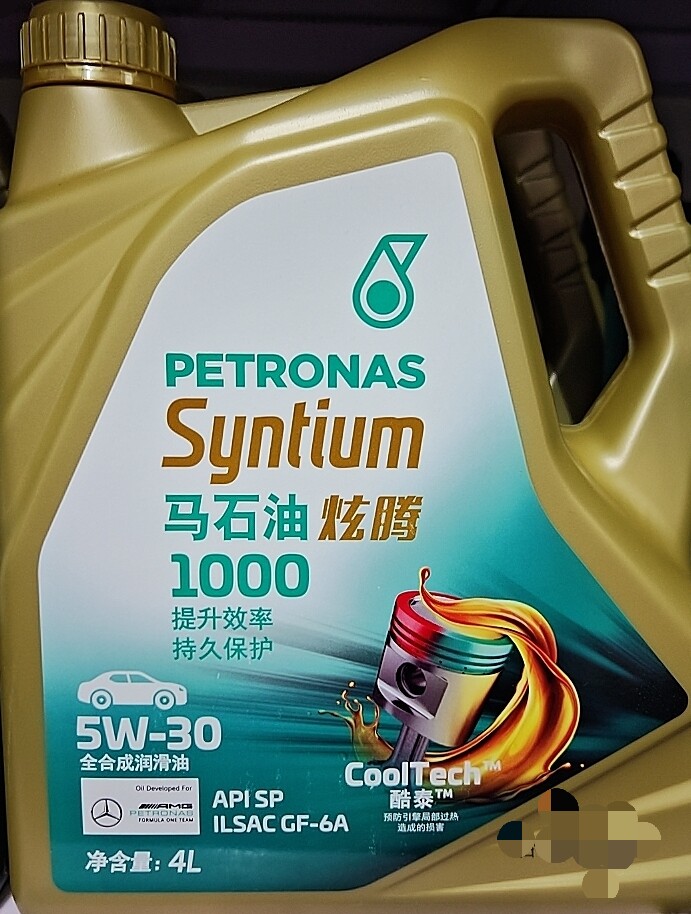 PETRONAS
Syntium
马石油 炫腾
1000
提升效率
持久保护
5W-30
全合成润滑油
Oil Developed For
AMG
PETRONAS
FORMULA ONE TEAM
API SP
ILSAC GF-6A
CoolTech™
酷泰™
预防引擎局部过热
造成的损害
净含量：4L